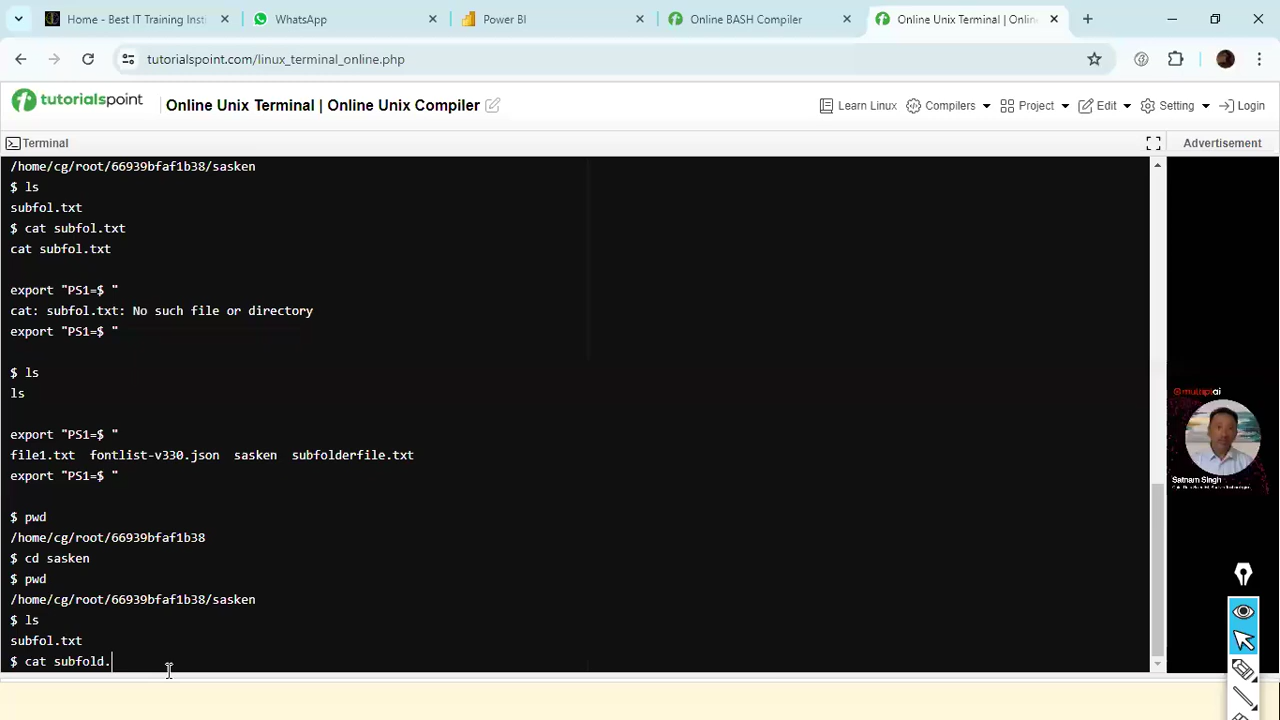 Home - Best IT Training Inst
WhatsApp
Power BI
Online BASH Compiler
Online Unix Terminal | Onlin
tutorialspoint.com/linux_terminal_online.php
tutorialspoint
Online Unix Terminal | Online Unix Compiler
Learn Linux
Compilers
Project
Edit
Setting
Login
Terminal
Advertisement
/home/cg/root/66939bfaf1b38/sasken
$ ls
subfol.txt
$ cat subfol.txt
cat subfol.txt
export "PS1=$ "
cat: subfol.txt: No such file or directory
export "PS1=$ "
$ ls
ls
export "PS1=$ "
file1.txt  fontlist-v330.json  sasken  subfolderfile.txt
export "PS1=$ "
$ pwd
/home/cg/root/66939bfaf1b38
$ cd sasken
$ pwd
/home/cg/root/66939bfaf1b38/sasken
$ ls
subfol.txt
$ cat subfold.
Satnam Singh